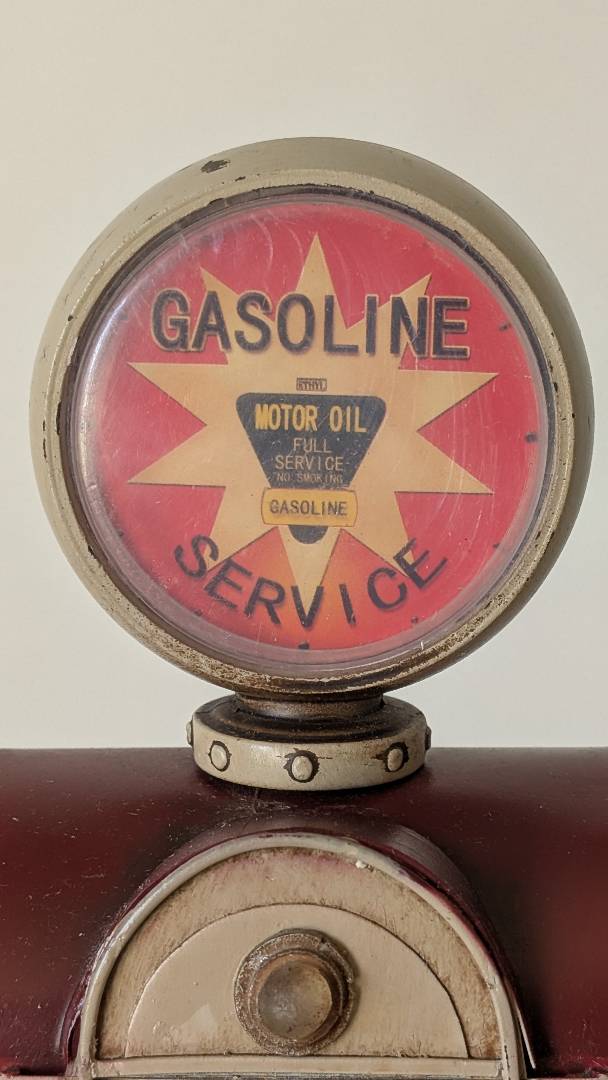 GASOLINE
ETHYL
MOTOR OIL
FULL
SERVICE
NO SMOKING
GASOLINE
SERVICE